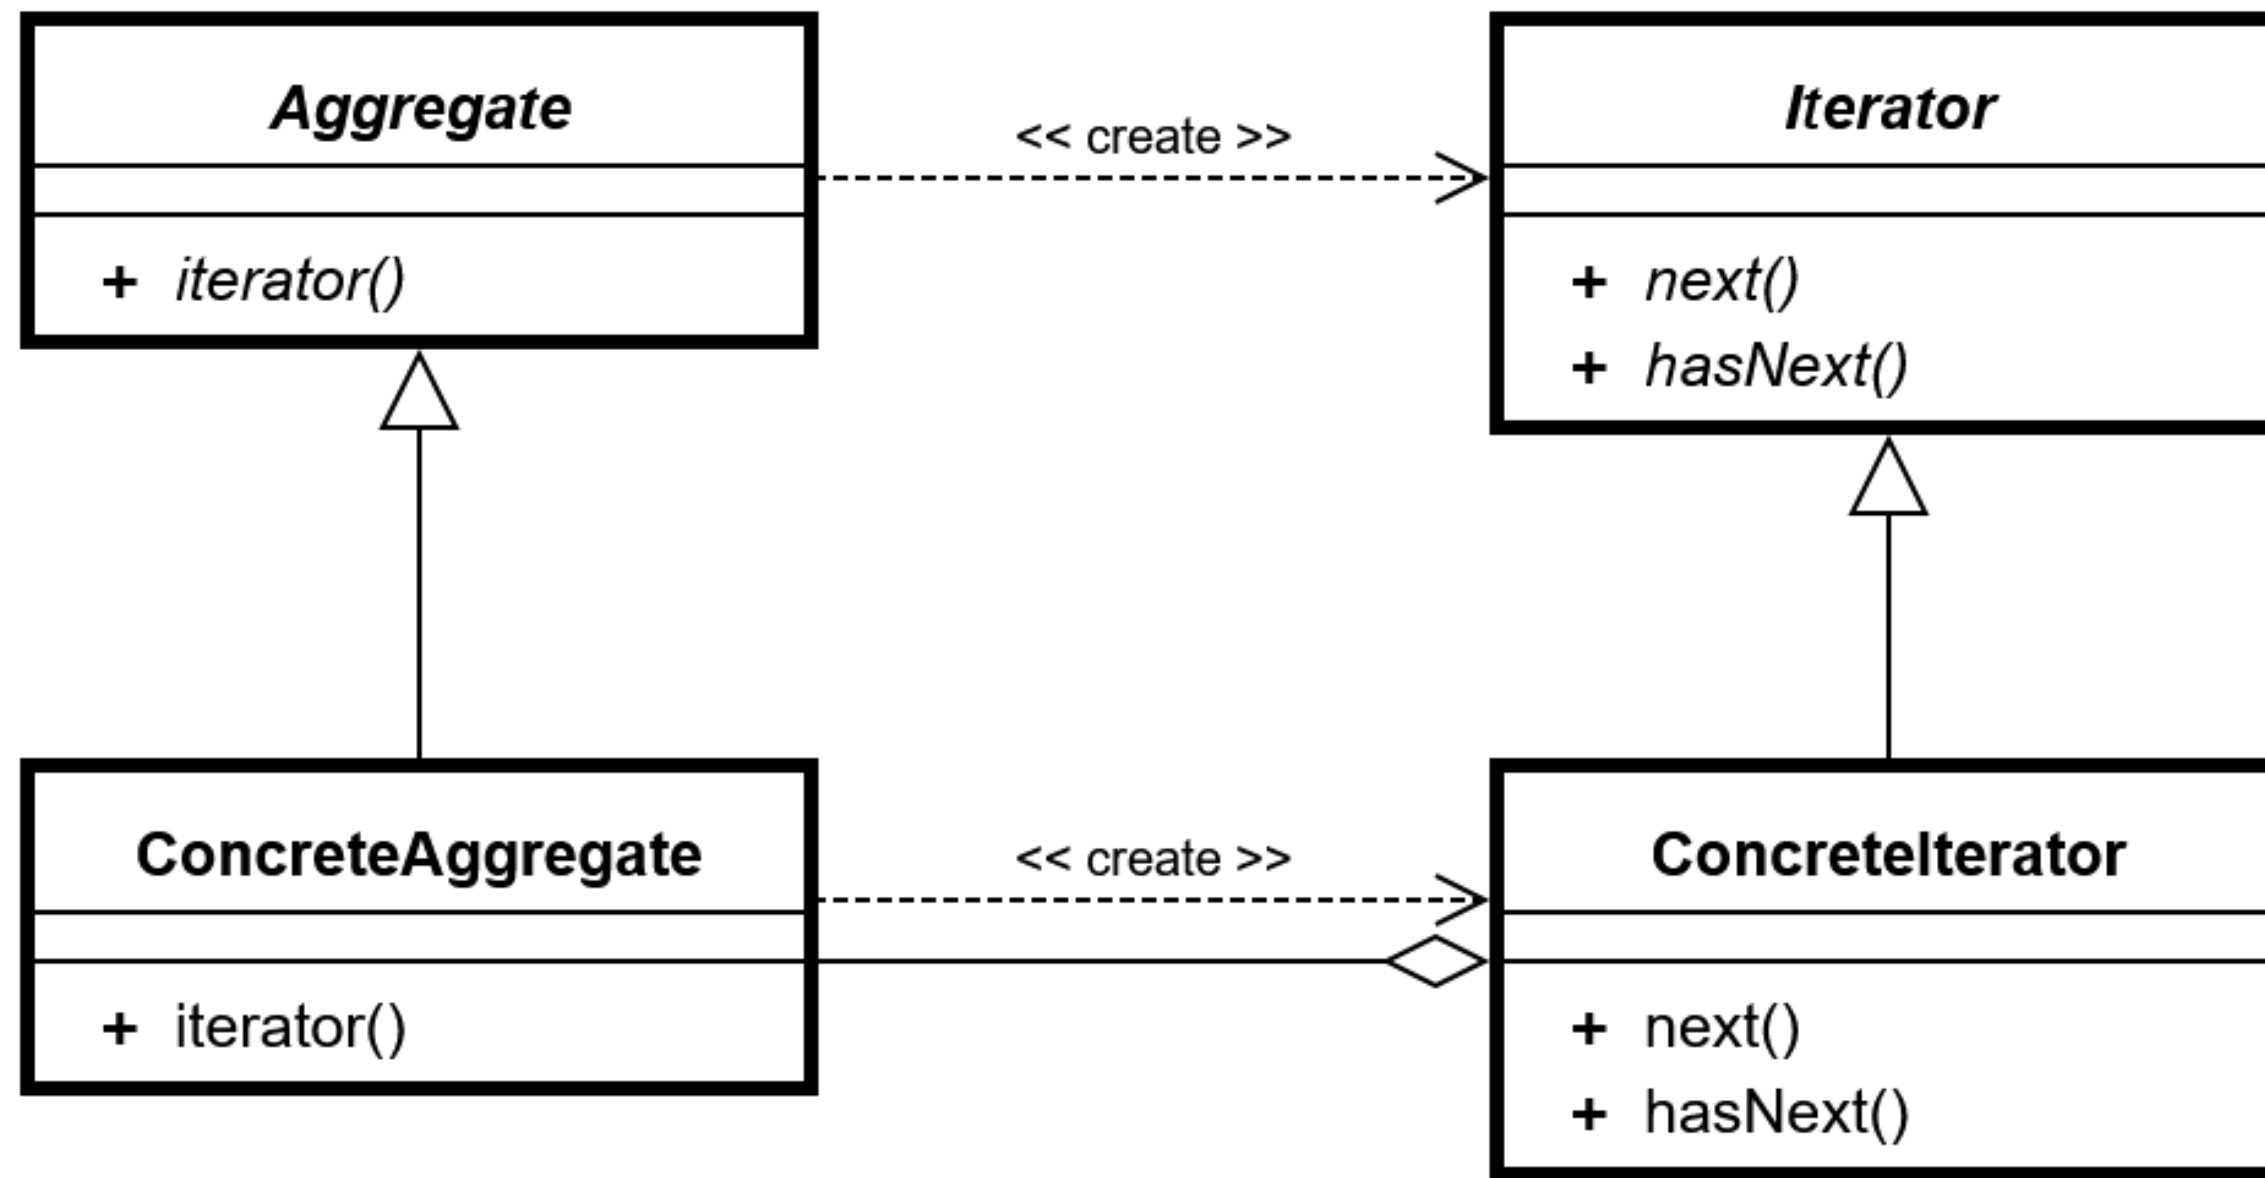 Aggregate
+ iterator()
<< create >>
Iterator
+ next()
+ hasNext()
ConcreteAggregate
+ iterator()
<< create >>
ConcreteIterator
+ next()
+ hasNext()